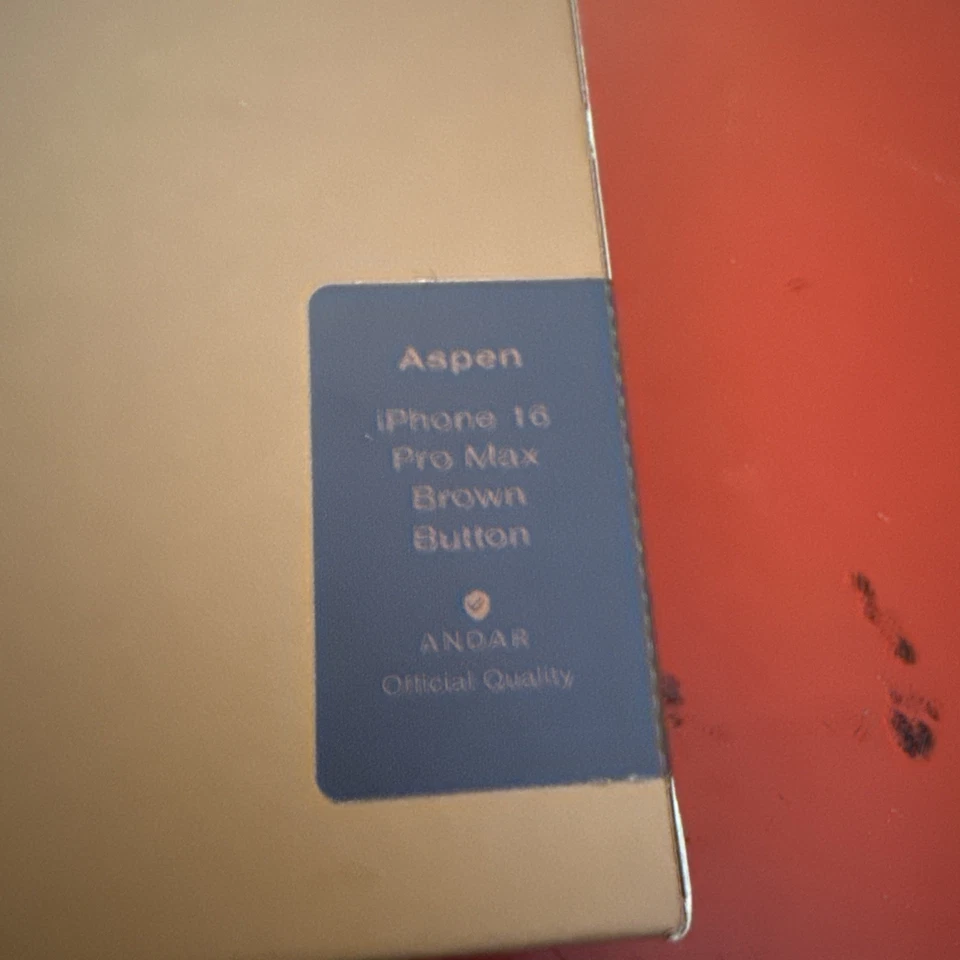 Aspen
iPhone 16
Pro Max
Brown
Button
ANDAR
Official Quality